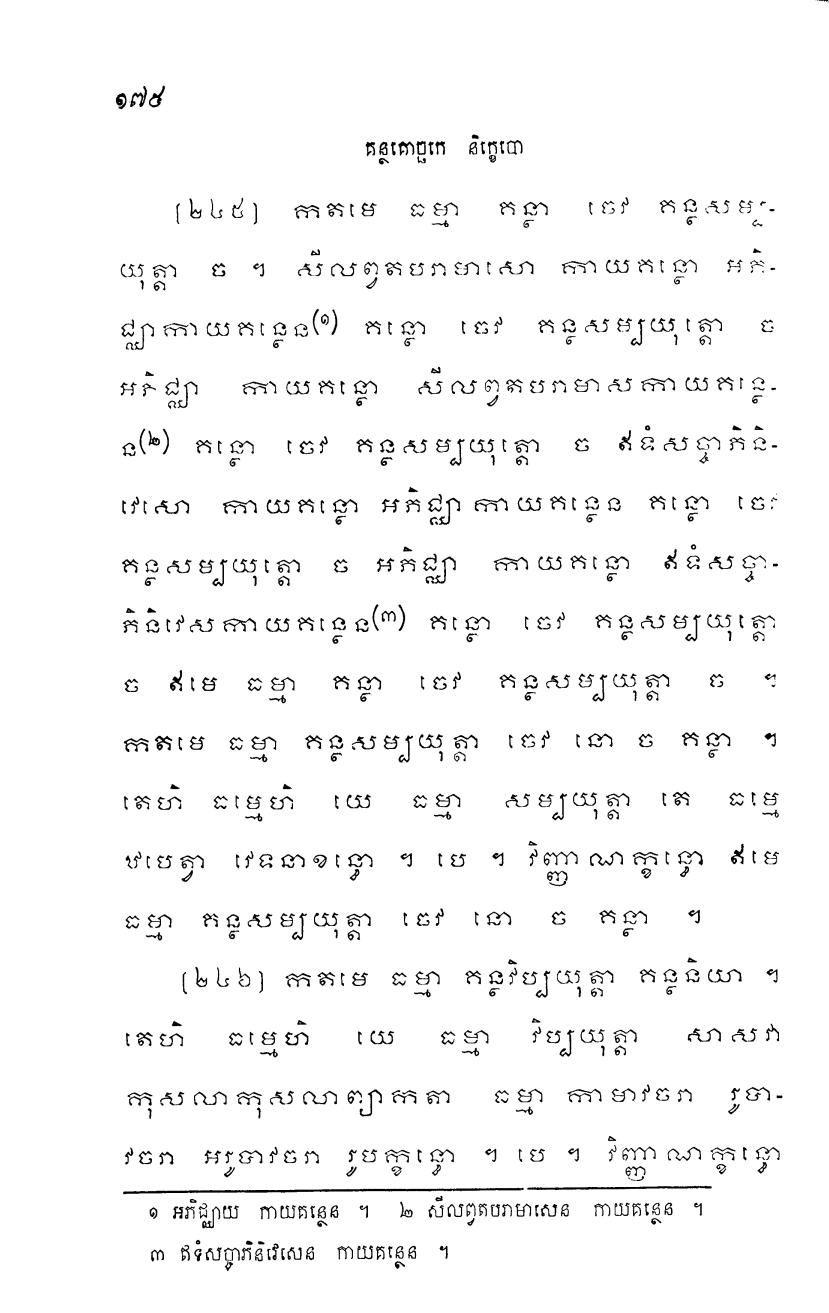 ១៧៥
គន្ថគោច្ឆកេ និក្ខេបោ
[២៤៥] កតមេ ធម្មា គន្ថា ចេវ គន្ថសម្ប-
យុត្តា ច ។ សីលព្វតបរាមាសោ កាយគន្ថោ អភិ-
ជ្ឈាកាយគន្ថេន(១) គន្ថោ ចេវ គន្ថសម្បយុត្តោ ច
អភិជ្ឈា កាយគន្ថោ សីលព្វតបរាមាសកាយគន្ថេ-
ន(២) គន្ថោ ចេវ គន្ថសម្បយុត្តោ ច ឥទំសច្ចាភិនិ-
វេសោ កាយគន្ថោ អភិជ្ឈាកាយគន្ថេន គន្ថោ ចេវ
គន្ថសម្បយុត្តោ ច អភិជ្ឈា កាយគន្ថោ ឥទំសច្ចា-
ភិនិវេសកាយគន្ថេន(៣) គន្ថោ ចេវ គន្ថសម្បយុត្តោ
ច ឥមេ ធម្មា គន្ថា ចេវ គន្ថសម្បយុត្តា ច ។
កតមេ ធម្មា គន្ថសម្បយុត្តា ចេវ នោ ច គន្ថា ។
តេហិ ធម្មេហិ យេ ធម្មា សម្បយុត្តា តេ ធម្មេ
ឋបេត្វា វេទនាខន្ធោ ។ បេ ។ វិញ្ញាណក្ខន្ធោ ឥមេ
ធម្មា គន្ថសម្បយុត្តា ចេវ នោ ច គន្ថា ។
[២៤៦] កតមេ ធម្មា គន្ថវិប្បយុត្តា គន្ថនិយា ។
តេហិ ធម្មេហិ យេ ធម្មា វិប្បយុត្តា សាសវា
កុសលាកុសលាព្យាកតា ធម្មា កាមាវចរា រូបា-
វចរា អរូបាវចរា រូបក្ខន្ធោ ។ បេ ។ វិញ្ញាណក្ខន្ធោ
១ អភិជ្ឈាយ កាយគន្ថេន ។ ២ សីលព្វតបរាមាសេន កាយគន្ថេន ។
៣ ឥទំសច្ចាភិនិវេសេន កាយគន្ថេន ។